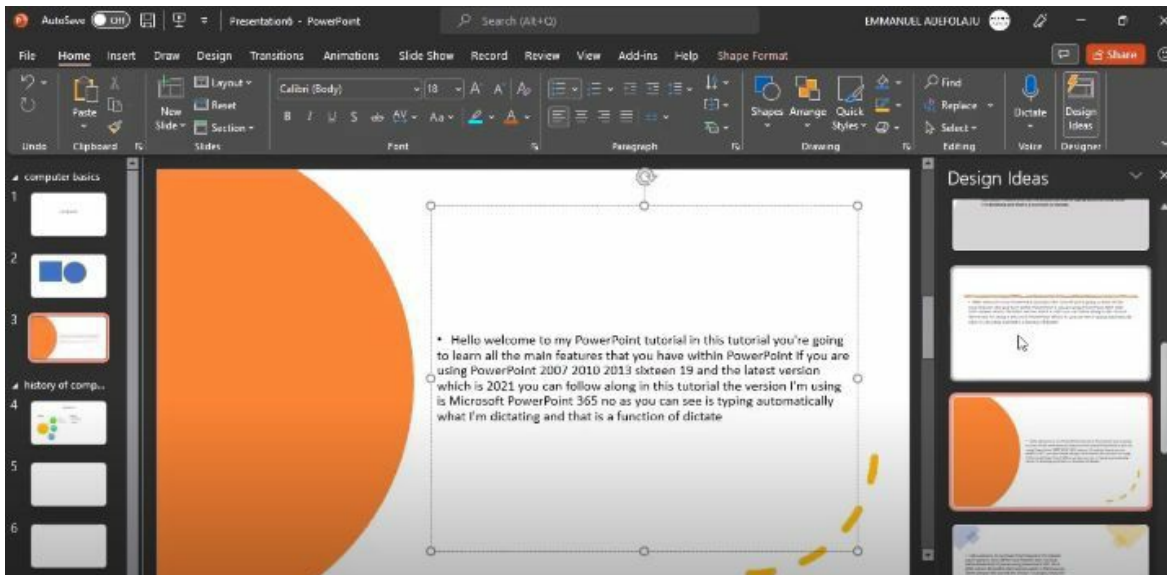 AutoSave Off Presentation6 - PowerPoint Search (Alt+Q) EMMANUEL ADEFOLAJU
File Home Insert Draw Design Transitions Animations Slide Show Record Review View Add-ins Help Shape Format Share
Paste New Slide Layout Reset Section Calibri (Body) 18 Shapes Arrange Quick Styles Find Replace Select Dictate Design Ideas
Undo Clipboard Slides Font Paragraph Drawing Editing Voice Designer
computer basics
1
2
3
history of comp...
4
5
6
• Hello welcome to my PowerPoint tutorial in this tutorial you're going
to learn all the main features that you have within PowerPoint If you are
using PowerPoint 2007 2010 2013 sixteen 19 and the latest version
which is 2021 you can follow along in this tutorial the version I'm using
is Microsoft PowerPoint 365 no as you can see is typing automatically
what I'm dictating and that is a function of dictate
Design Ideas